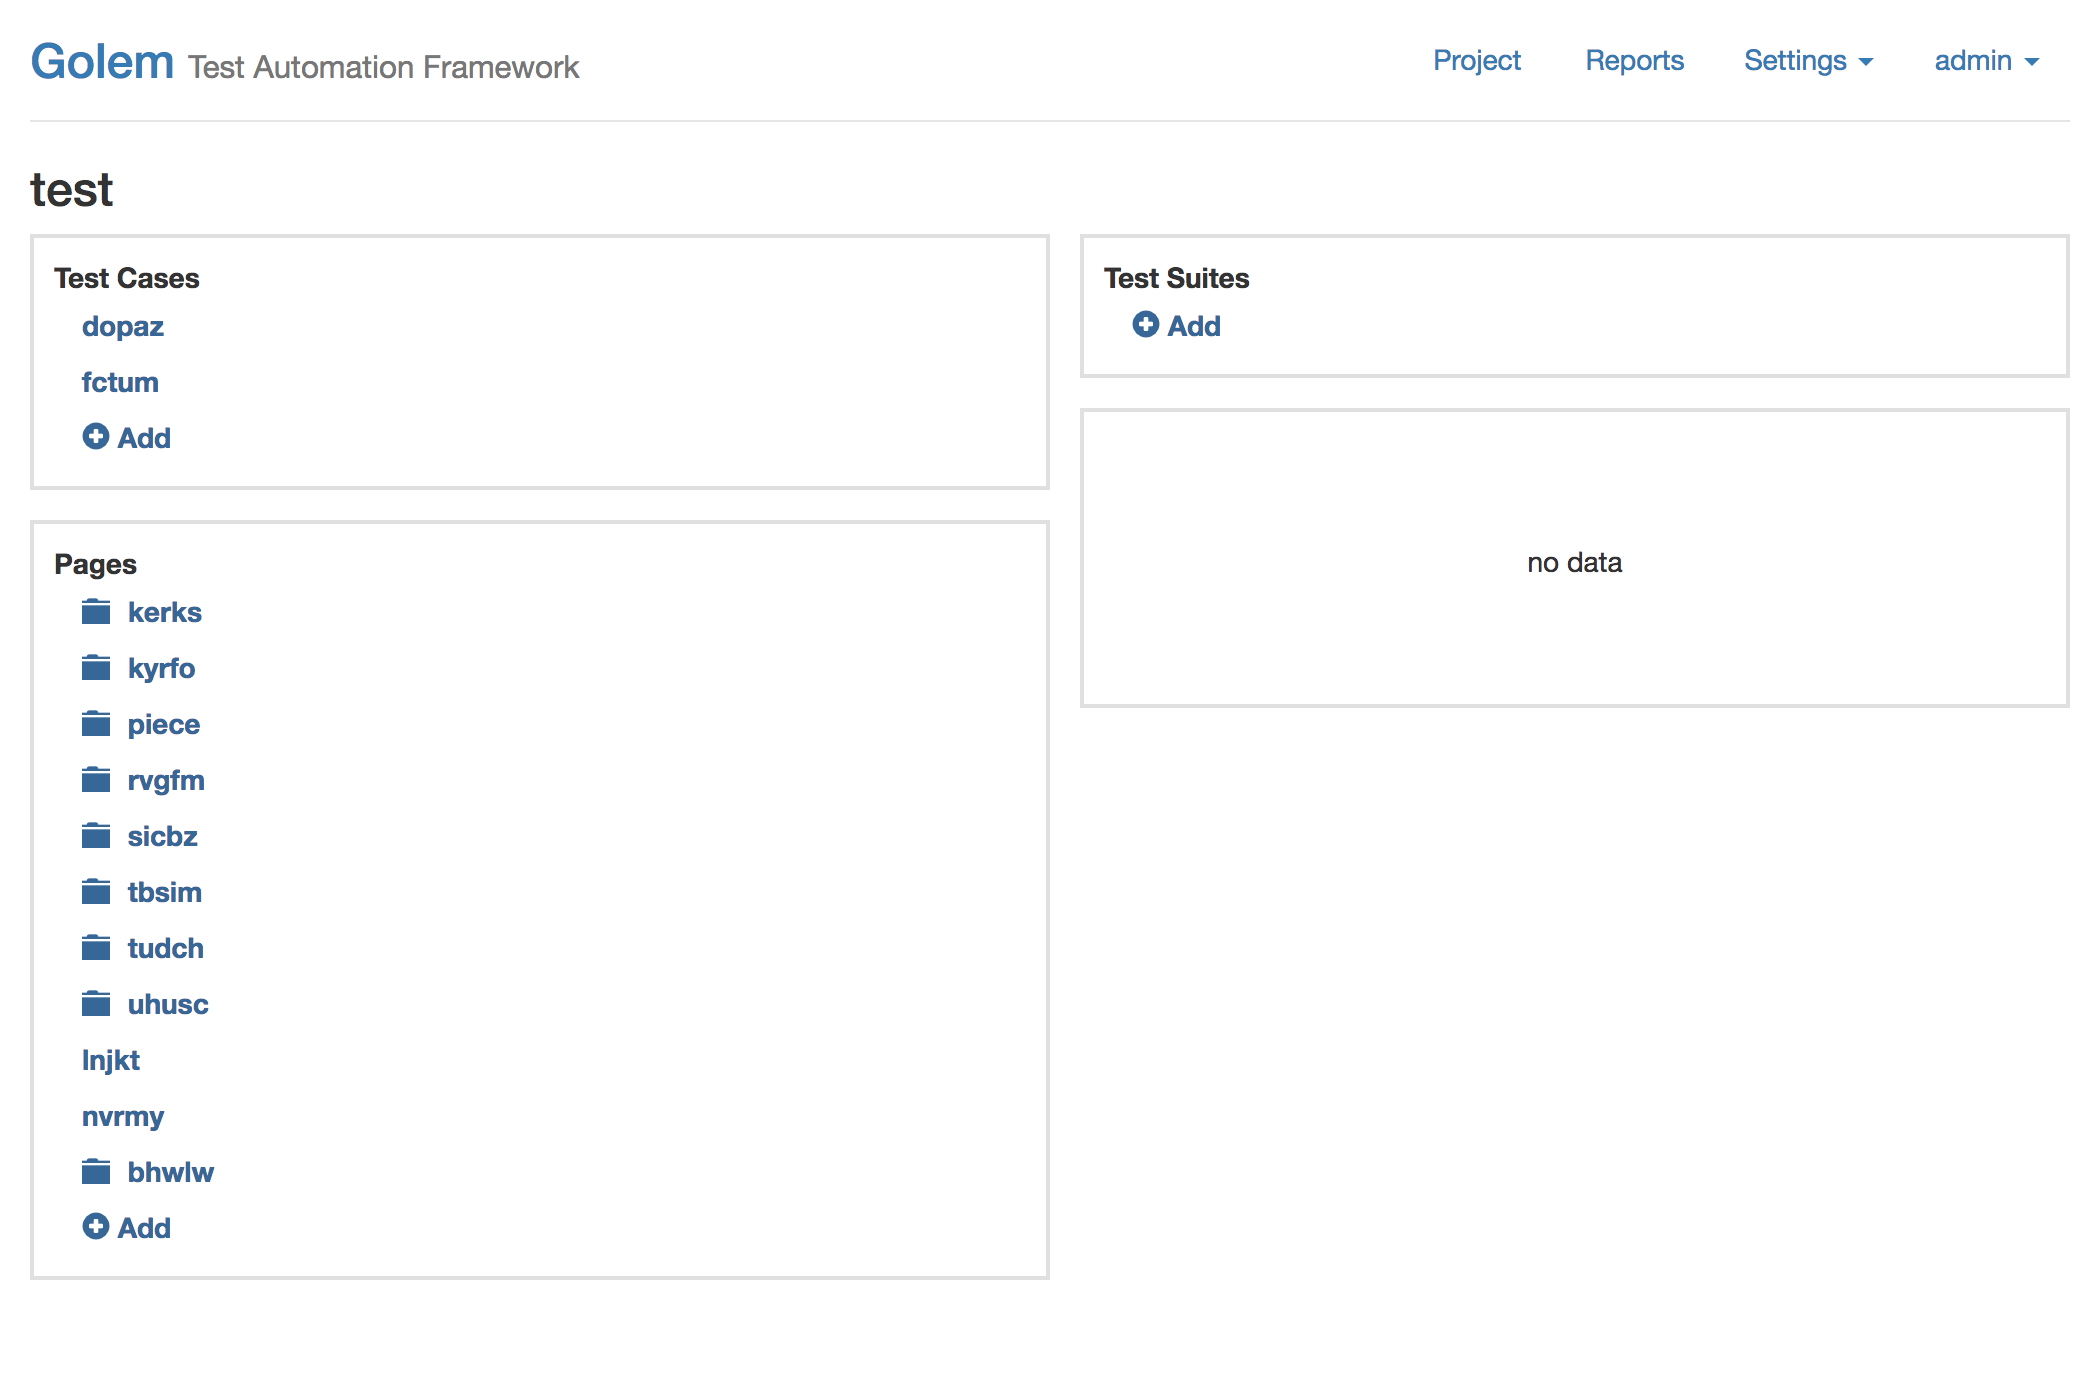 Golem Test Automation Framework
Project Reports Settings admin
test
Test Cases
dopaz
fctum
Add
Pages
kerks
kyrfo
piece
rvgfm
sicbz
tbsim
tudch
uhusc
lnjkt
nvrmy
bhwlw
Add
Test Suites
Add
no data